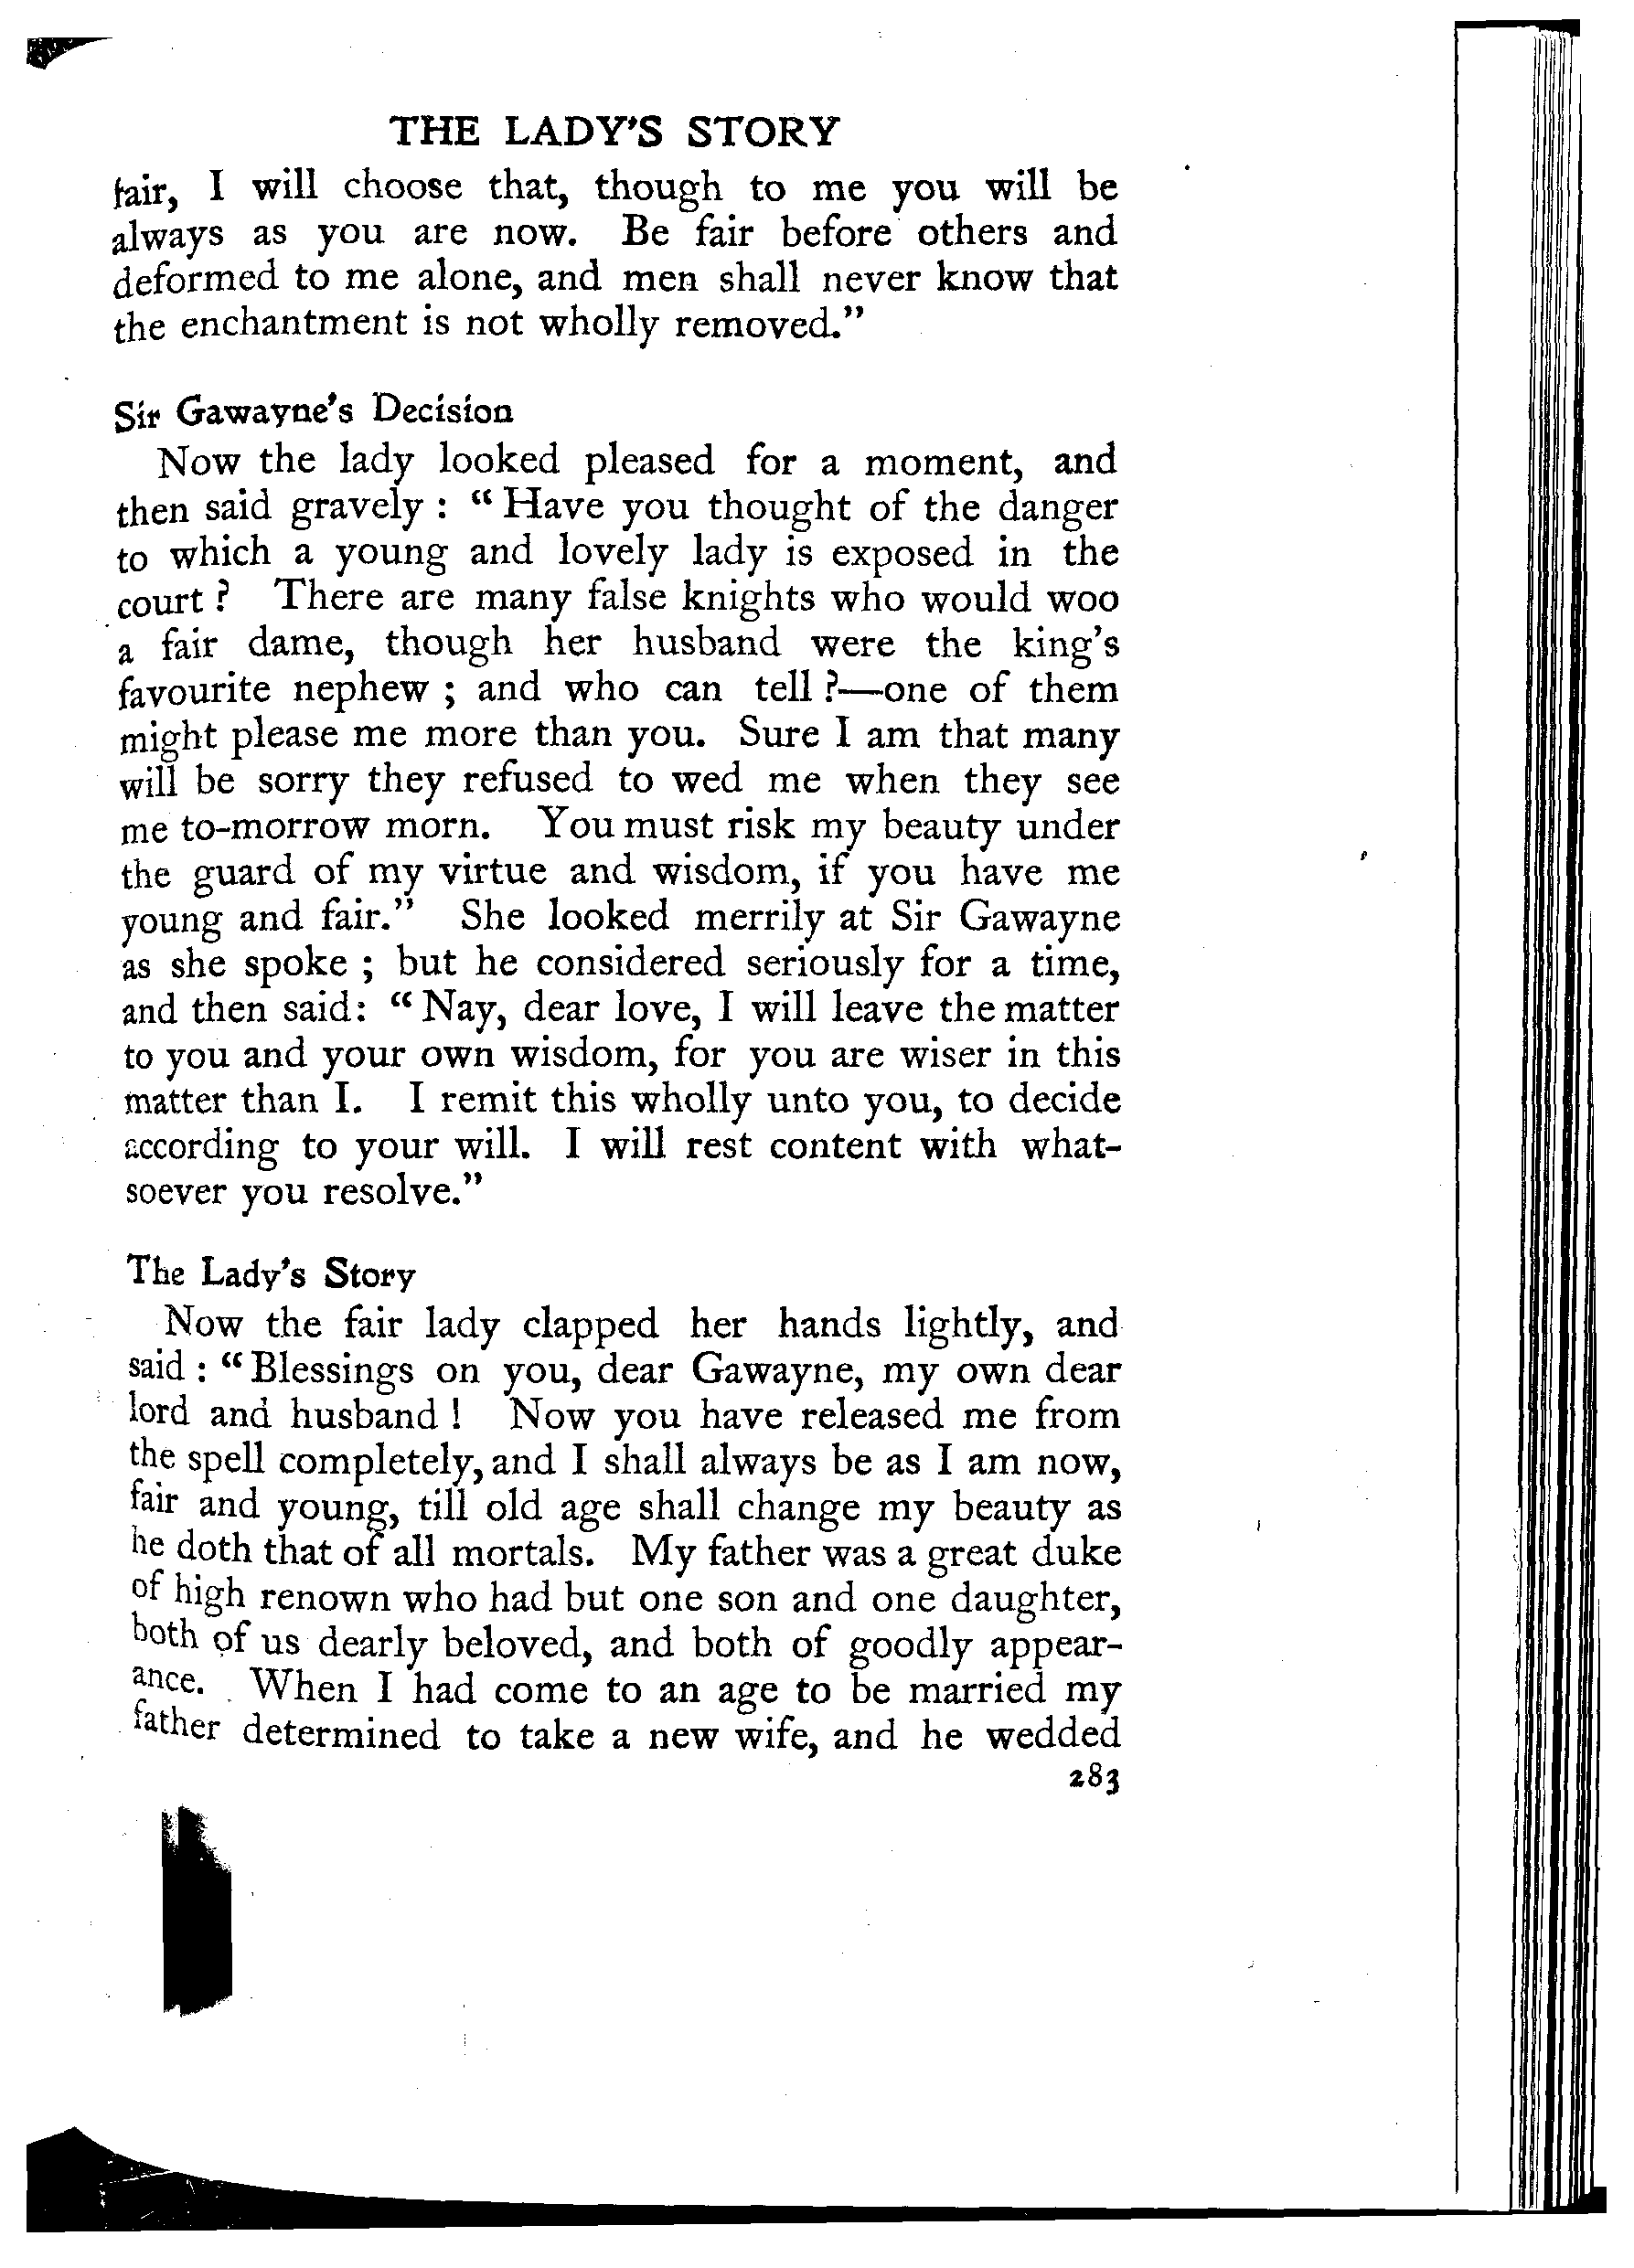 THE LADY'S STORY
fair, I will choose that, though to me you will be
always as you are now. Be fair before others and
deformed to me alone, and men shall never know that
the enchantment is not wholly removed."
Sir Gawayne's Decision
Now the lady looked pleased for a moment, and
then said gravely : "Have you thought of the danger
to which a young and lovely lady is exposed in the
court ? There are many false knights who would woo
a fair dame, though her husband were the king's
favourite nephew ; and who can tell ?—one of them
might please me more than you. Sure I am that many
will be sorry they refused to wed me when they see
me to-morrow morn. You must risk my beauty under
the guard of my virtue and wisdom, if you have me
young and fair." She looked merrily at Sir Gawayne
as she spoke ; but he considered seriously for a time,
and then said: "Nay, dear love, I will leave the matter
to you and your own wisdom, for you are wiser in this
matter than I. I remit this wholly unto you, to decide
according to your will. I will rest content with what-
soever you resolve."
The Lady's Story
Now the fair lady clapped her hands lightly, and
said : "Blessings on you, dear Gawayne, my own dear
lord and husband ! Now you have released me from
the spell completely, and I shall always be as I am now,
fair and young, till old age shall change my beauty as
he doth that of all mortals. My father was a great duke
of high renown who had but one son and one daughter,
both of us dearly beloved, and both of goodly appear-
ance. When I had come to an age to be married my
father determined to take a new wife, and he wedded
283